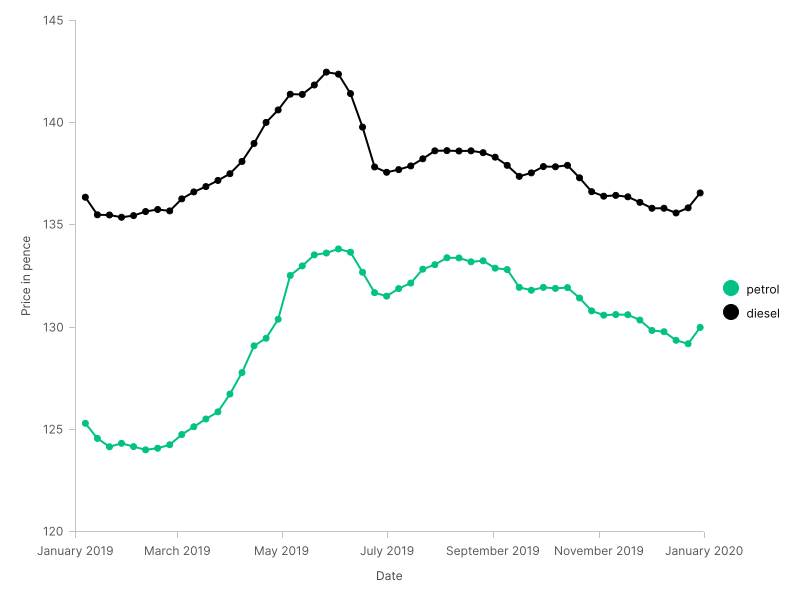 145
140
135
130
125
120
Price in pence
January 2019
March 2019
May 2019
July 2019
September 2019
November 2019
January 2020
Date
petrol
diesel